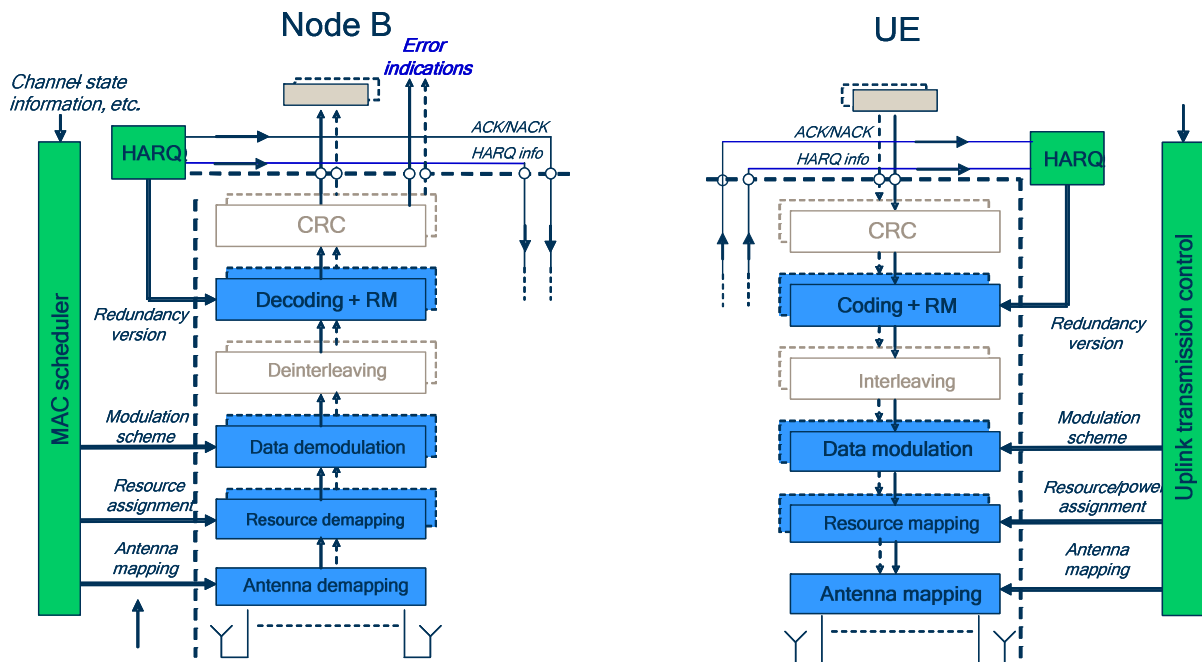 Node B
UE
Error
indications
Channel state
information, etc.
ACK/NACK
HARQ
HARQ info
CRC
Decoding + RM
Redundancy
version
Deinterleaving
MAC scheduler
Modulation
scheme
Data demodulation
Resource
assignment
Resource demapping
Antenna
mapping
Antenna demapping
ACK/NACK
HARQ info
HARQ
CRC
Coding + RM
Redundancy
version
Interleaving
Uplink transmission control
Modulation
scheme
Data modulation
Resource/power
assignment
Resource mapping
Antenna
mapping
Antenna mapping